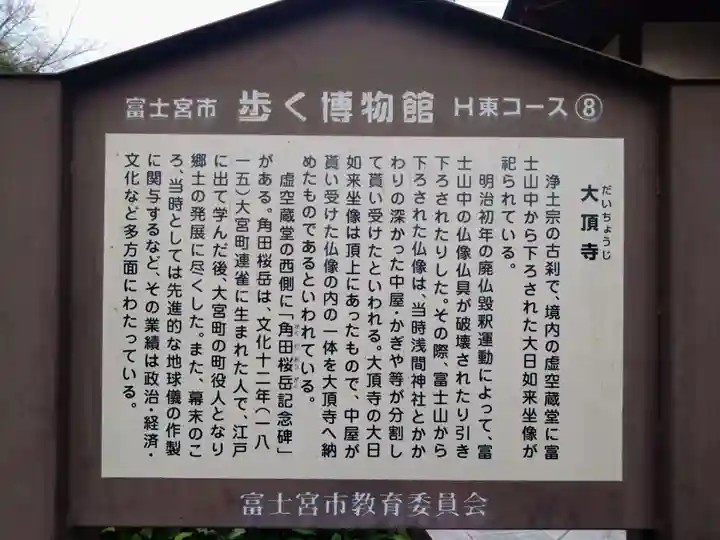 富士宮市 歩く博物館 H東コース⑧
大頂寺
だいちょうじ
浄土宗の古刹で、境内の虚空蔵堂に富
士山中から下ろされた大日如来坐像が
祀られている。
明治初年の廃仏毀釈運動によって、富
士山中の仏像仏具が破壊されたり引き
下ろされたりした。その際、富士山から
下ろされた仏像は、当時浅間神社とかか
わりの深かった中屋・かぎや等が分割し
て貰い受けたといわれる。大頂寺の大日
如来坐像は頂上にあったもので、中屋が
貰い受けた仏像の内の一体を大頂寺へ納
めたものであるといわれている。
虚空蔵堂の西側に「角田桜岳記念碑」
がある。角田桜岳は、文化十二年(一八
一五)大宮町連雀に生まれた人で、江戸
に出て学んだ後、大宮町の町役人となり
郷土の発展に尽くした。また、幕末のこ
ろ、当時としては先進的な地球儀の作製
に関与するなど、その業績は政治・経済・
文化など多方面にわたっている。
富士宮市教育委員会